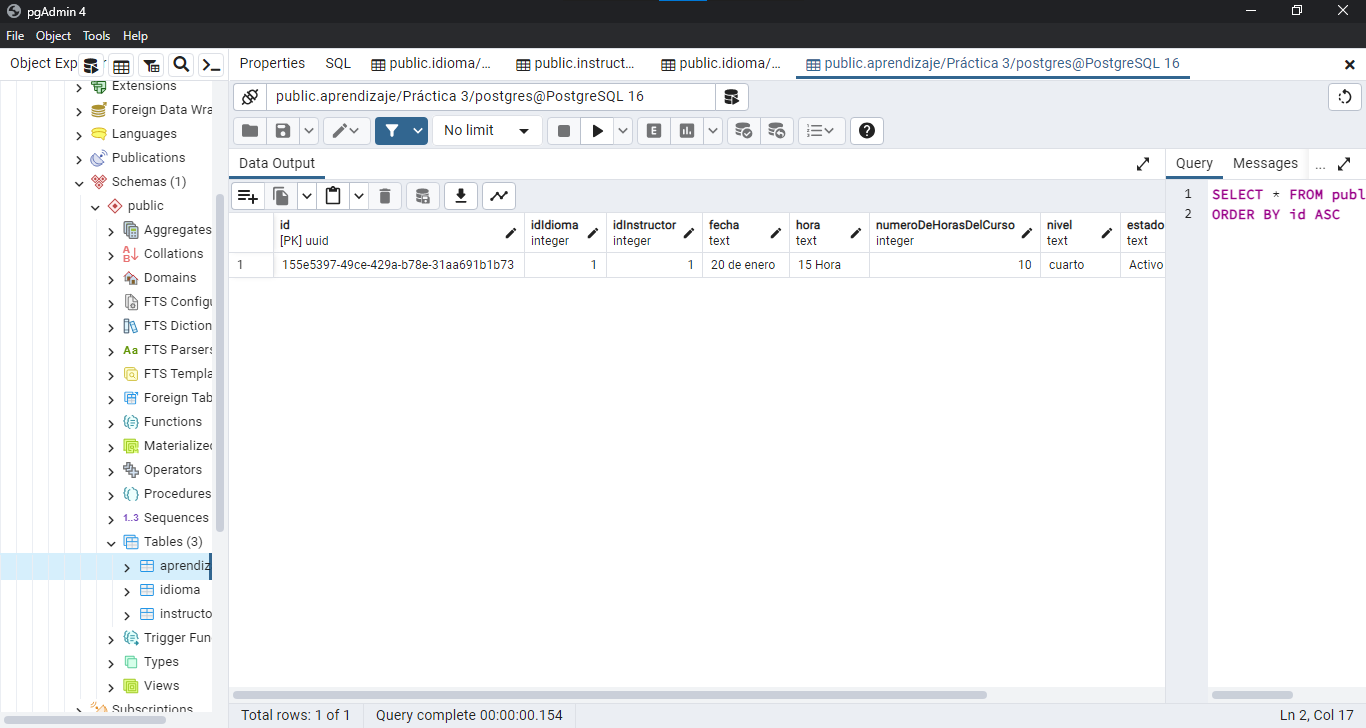 pgAdmin 4
File Object Tools Help
Object Exp
Properties SQL public.idioma/... public.instruct... public.idioma/... public.aprendizaje/Práctica 3/postgres@PostgreSQL 16
public.aprendizaje/Práctica 3/postgres@PostgreSQL 16
No limit
E
Data Output
Query Messages ...
id idIdioma idInstructor fecha hora numeroDeHorasDelCurso nivel estado
[PK] uuid integer integer text text integer text text
1 155e5397-49ce-429a-b78e-31aa691b1b73 1 1 20 de enero 15 Hora 10 cuarto Activo
1 SELECT * FROM publ
2 ORDER BY id ASC
Extensions
Foreign Data Wra
Languages
Publications
Schemas (1)
public
Aggregates
Collations
Domains
FTS Configu
FTS Diction
Aa FTS Parsers
FTS Templa
Foreign Tab
Functions
Materialized
Operators
Procedures
1..3 Sequences
Tables (3)
aprendiz
idioma
instructo
Trigger Fun
Types
Views
Subscriptions
Total rows: 1 of 1 Query complete 00:00:00.154 Ln 2, Col 17